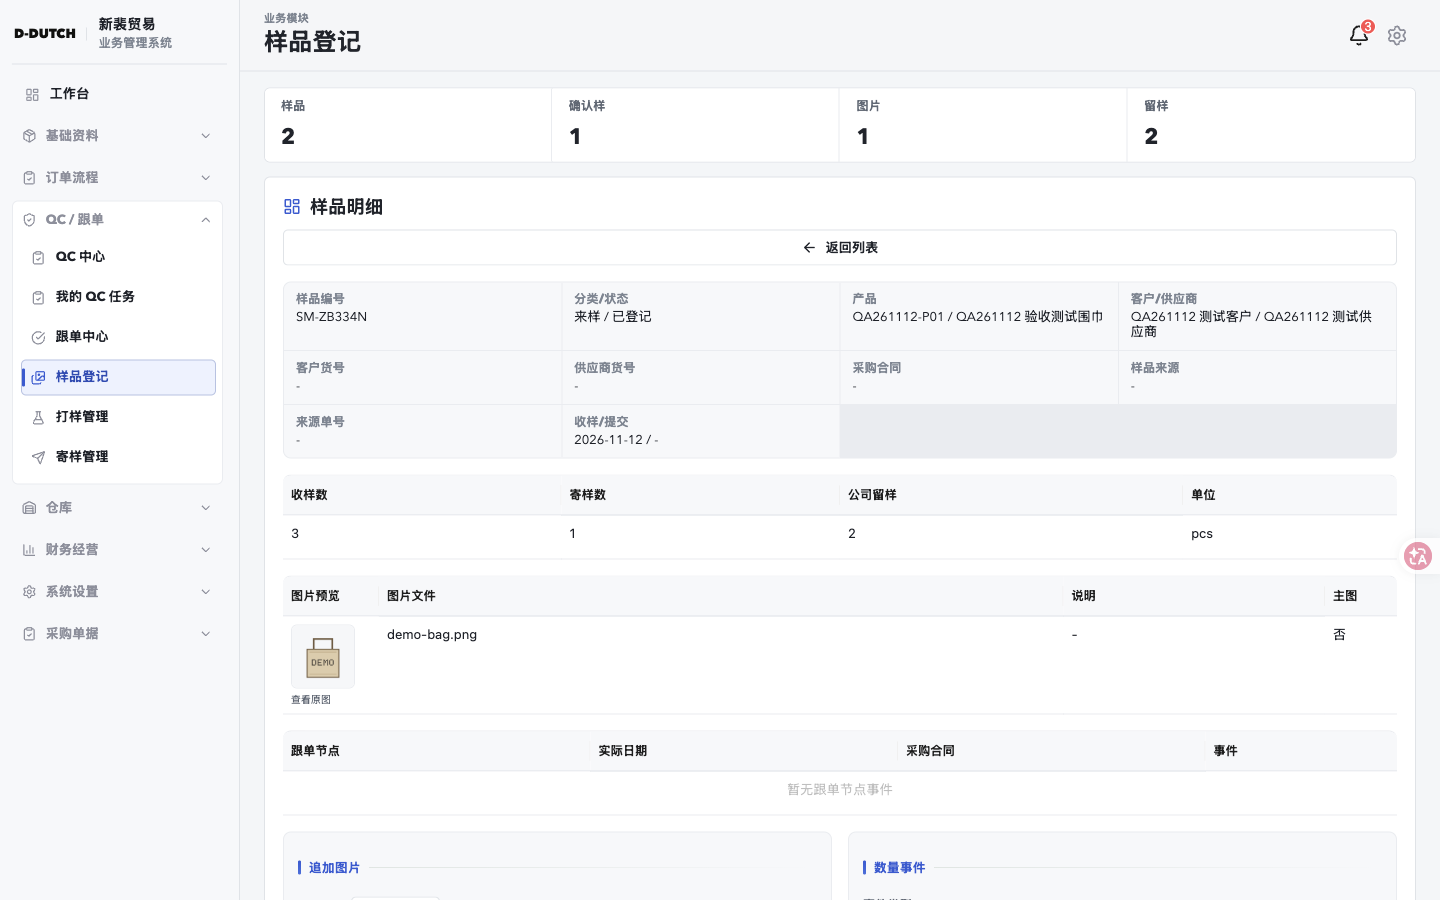 D-DUTCH
新裴贸易
业务管理系统
工作台
基础资料
订单流程
QC / 跟单
QC 中心
我的 QC 任务
跟单中心
样品登记
打样管理
寄样管理
仓库
财务经营
系统设置
采购单据
业务模块
样品登记
3
样品
2
确认样
1
图片
1
留样
2
样品明细
返回列表
样品编号
SM-ZB334N
分类/状态
来样 / 已登记
产品
QA261112-P01 / QA261112 验收测试围巾
客户/供应商
QA261112 测试客户 / QA261112 测试供
应商
客户货号
-
供应商货号
-
采购合同
-
样品来源
-
来源单号
-
收样/提交
2026-11-12 / -
收样数 寄样数 公司留样 单位
3 1 2 pcs
图片预览 图片文件 说明 主图
DEMO
demo-bag.png - 否
查看原图
跟单节点 实际日期 采购合同 事件
暂无跟单节点事件
追加图片
数量事件